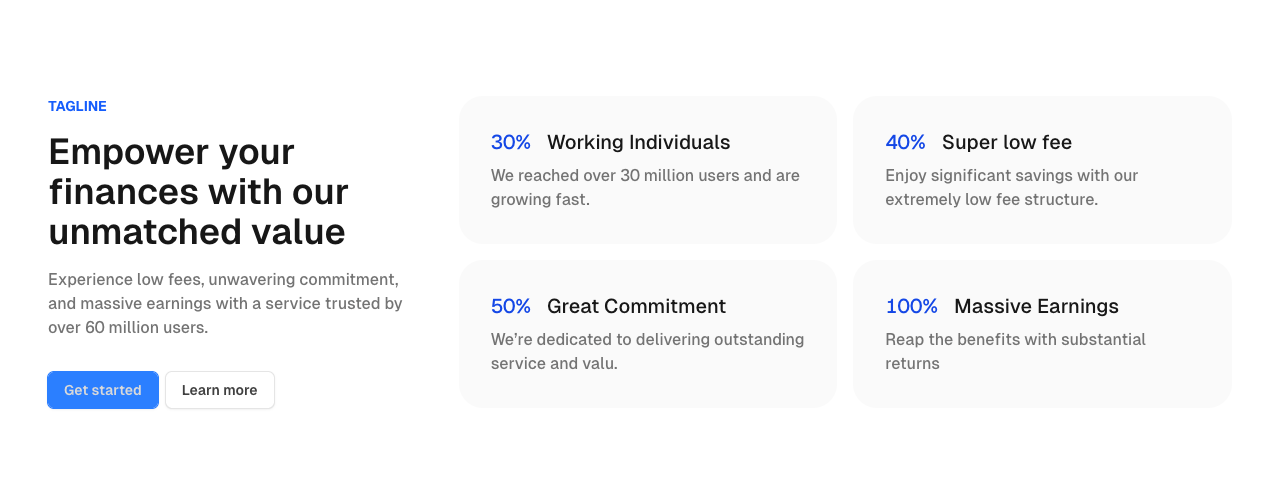 TAGLINE
Empower your
finances with our
unmatched value
Experience low fees, unwavering commitment,
and massive earnings with a service trusted by
over 60 million users.
Get started
Learn more
30% Working Individuals
We reached over 30 million users and are
growing fast.
40% Super low fee
Enjoy significant savings with our
extremely low fee structure.
50% Great Commitment
We’re dedicated to delivering outstanding
service and valu.
100% Massive Earnings
Reap the benefits with substantial
returns